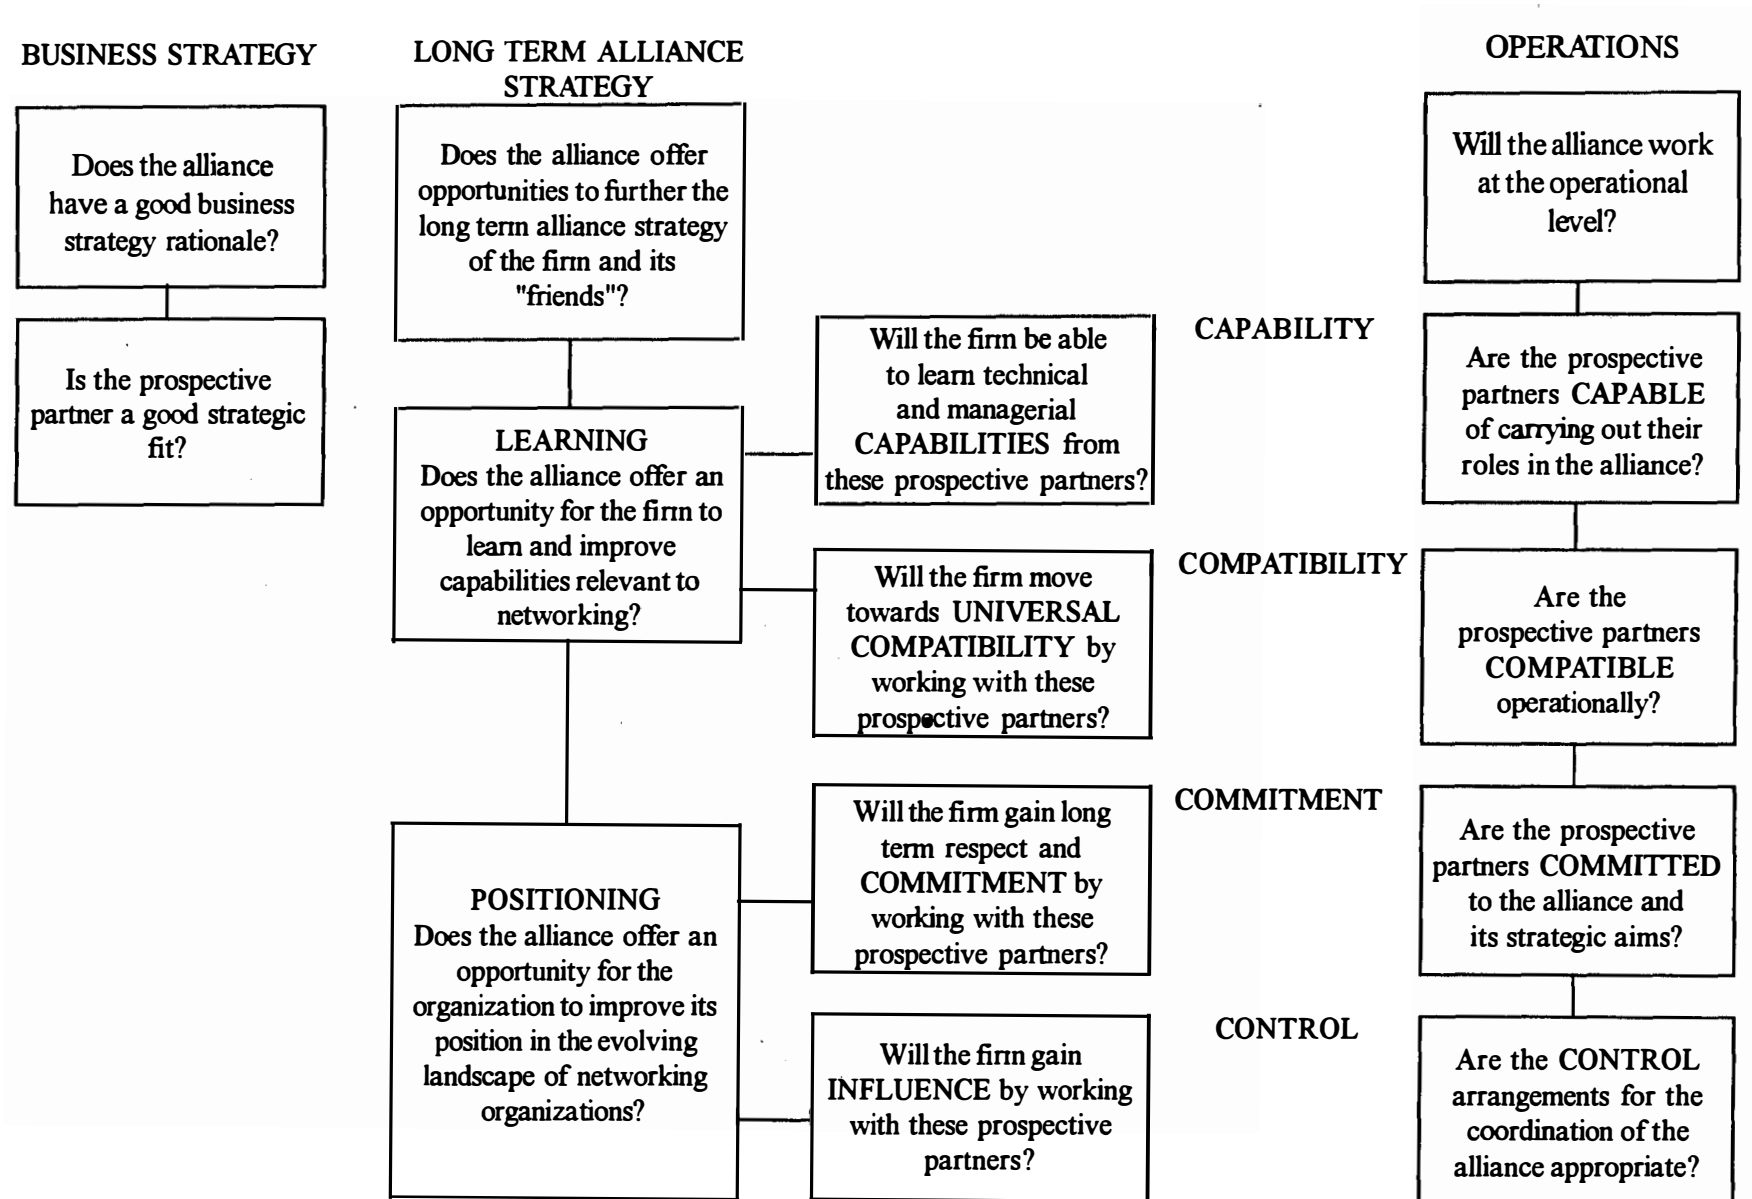 BUSINESS STRATEGY
Does the alliance
have a good business
strategy rationale?
Is the prospective
partner a good strategic
fit?
LONG TERM ALLIANCE
STRATEGY
Does the alliance offer
opportunities to further the
long term alliance strategy
of the firm and its
"friends"?
LEARNING
Does the alliance offer an
opportunity for the firm to
learn and improve
capabilities relevant to
networking?
POSITIONING
Does the alliance offer an
opportunity for the
organization to improve its
position in the evolving
landscape of networking
organizations?
Will the firm be able
to learn technical
and managerial
CAPABILITIES from
these prospective partners?
Will the firm move
towards UNIVERSAL
COMPATIBILITY by
working with these
prospective partners?
Will the firm gain long
term respect and
COMMITMENT by
working with these
prospective partners?
Will the firm gain
INFLUENCE by working
with these prospective
partners?
CAPABILITY
COMPATIBILITY
COMMITMENT
CONTROL
OPERATIONS
Will the alliance work
at the operational
level?
Are the prospective
partners CAPABLE
of carrying out their
roles in the alliance?
Are the
prospective partners
COMPATIBLE
operationally?
Are the prospective
partners COMMITTED
to the alliance and
its strategic aims?
Are the CONTROL
arrangements for the
coordination of the
alliance appropriate?